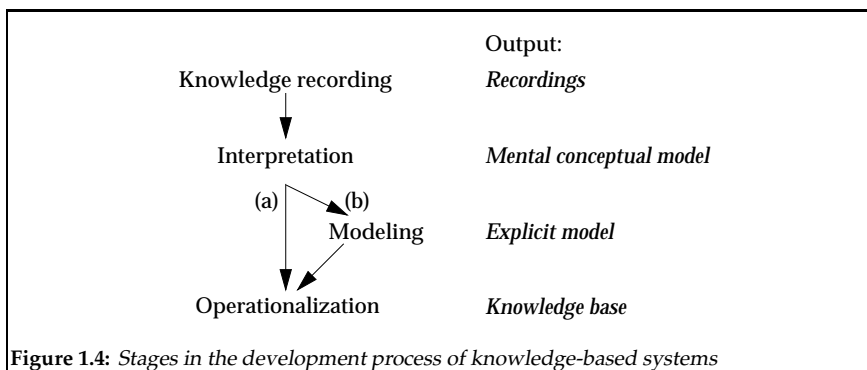 Output:
Knowledge recording Recordings
Interpretation Mental conceptual model
(a) (b)
Modeling Explicit model
Operationalization Knowledge base
Figure 1.4: Stages in the development process of knowledge-based systems